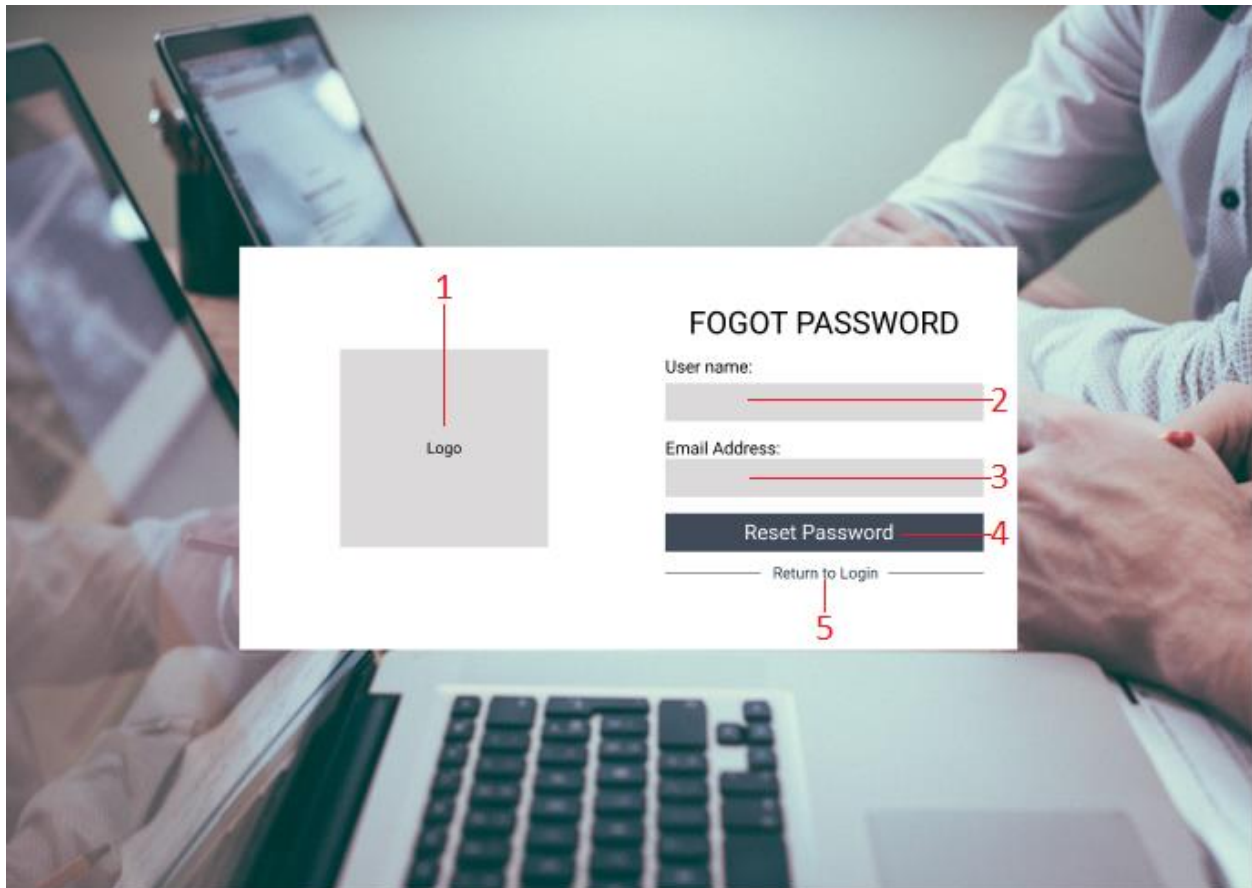 1
Logo
FOGOT PASSWORD
User name:
2
Email Address:
3
Reset Password
4
Return to Login
5